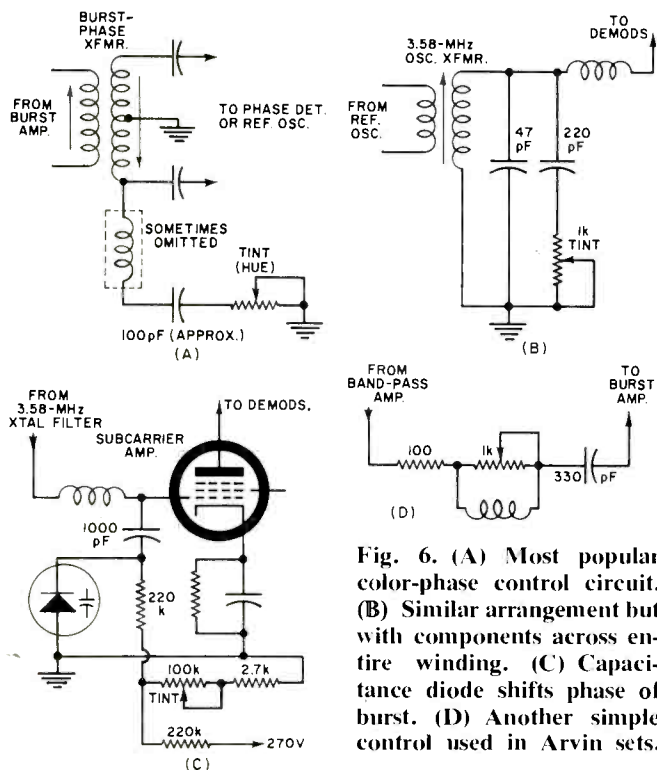 BURST-
PHASE
XFMR.
FROM
BURST
AMP.
TO PHASE DET.
OR REF. OSC.
SOMETIMES
OMITTED
TINT
(HUE)
100pF (APPROX.)
(A)
TO
DEMODS.
3.58-MHz
OSC. XFMR.
FROM
REF.
OSC.
47
pF
220
pF
1k
TINT
(B)
FROM
3.58-MHz
XTAL FILTER
TO DEMODS.
SUBCARRIER
AMP.
1000
pF
220
k
100k
2.7k
TINT
220k
270V
(C)
FROM
BAND-PASS
AMP.
TO
BURST
AMP.
100
1k
330
pF
(D)
Fig. 6. (A) Most popular
color-phase control circuit.
(B) Similar arrangement but
with components across en-
tire winding. (C) Capaci-
tance diode shifts phase of
burst. (D) Another simple
control used in Arvin sets.